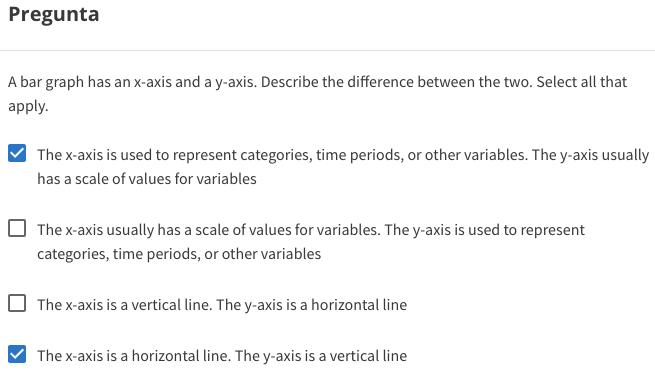 Pregunta
A bar graph has an x-axis and a y-axis. Describe the difference between the two. Select all that
apply.
The x-axis is used to represent categories, time periods, or other variables. The y-axis usually
has a scale of values for variables
The x-axis usually has a scale of values for variables. The y-axis is used to represent
categories, time periods, or other variables
The x-axis is a vertical line. The y-axis is a horizontal line
The x-axis is a horizontal line. The y-axis is a vertical line